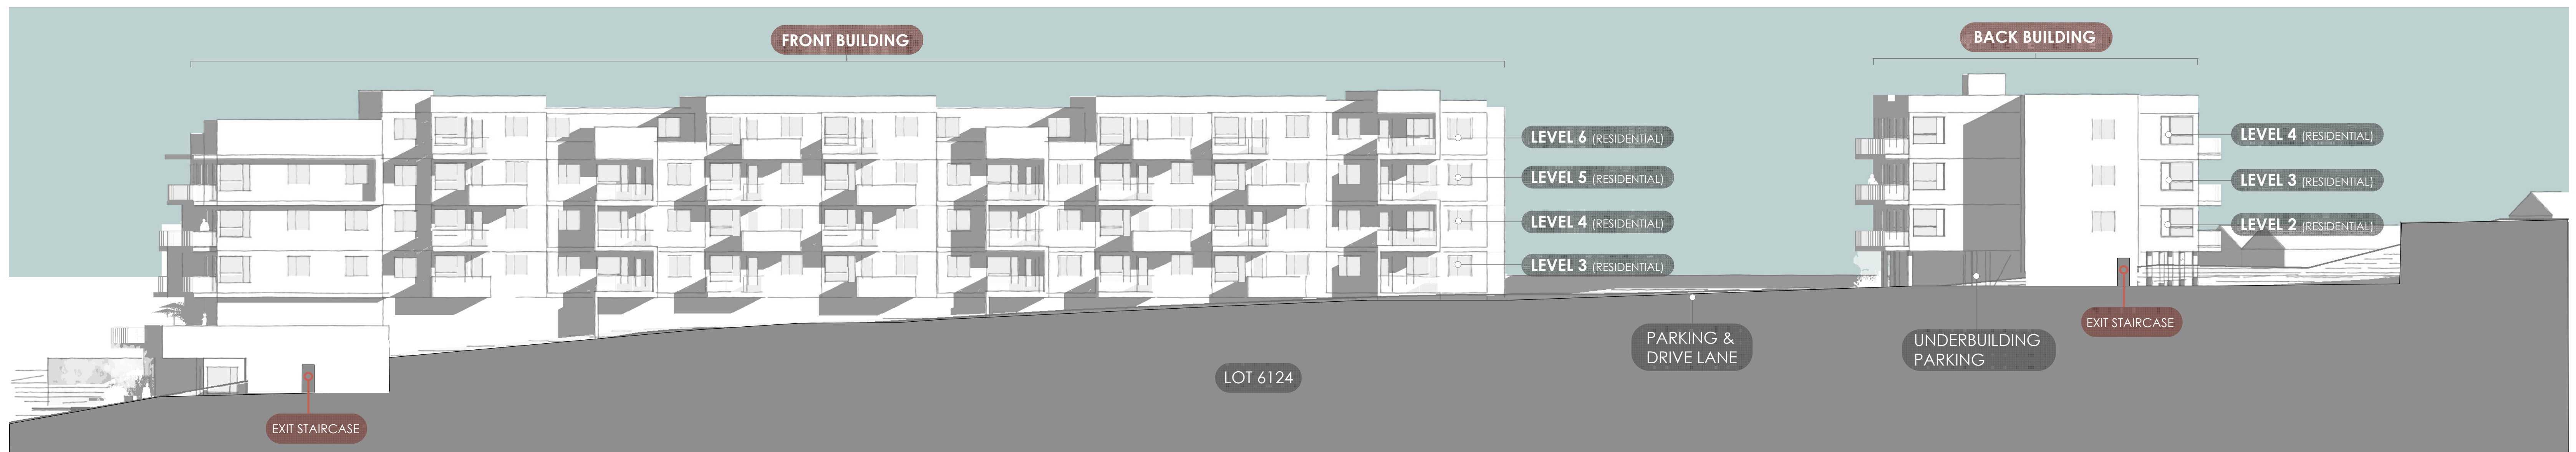 FRONT BUILDING
BACK BUILDING
LEVEL 6 (RESIDENTIAL)
LEVEL 5 (RESIDENTIAL)
LEVEL 4 (RESIDENTIAL)
LEVEL 3 (RESIDENTIAL)
LEVEL 4 (RESIDENTIAL)
LEVEL 3 (RESIDENTIAL)
LEVEL 2 (RESIDENTIAL)
PARKING &
DRIVE LANE
UNDERBUILDING
PARKING
EXIT STAIRCASE
LOT 6124
EXIT STAIRCASE